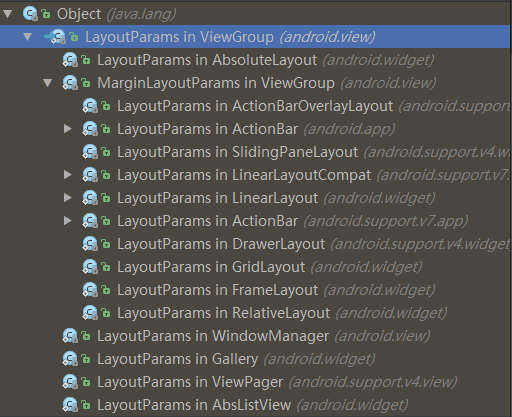 Object (java.lang)
LayoutParams in ViewGroup (android.view)
LayoutParams in AbsoluteLayout (android.widget)
MarginLayoutParams in ViewGroup (android.view)
LayoutParams in ActionBarOverlayLayout (android.support
LayoutParams in ActionBar (android.app)
LayoutParams in SlidingPaneLayout (android.support.v4.w
LayoutParams in LinearLayoutCompat (android.support.v7.
LayoutParams in LinearLayout (android.widget)
LayoutParams in ActionBar (android.support.v7.app)
LayoutParams in DrawerLayout (android.support.v4.widget
LayoutParams in GridLayout (android.widget)
LayoutParams in FrameLayout (android.widget)
LayoutParams in RelativeLayout (android.widget)
LayoutParams in WindowManager (android.view)
LayoutParams in Gallery (android.widget)
LayoutParams in ViewPager (android.support.v4.view)
LayoutParams in AbsListView (android.widget)